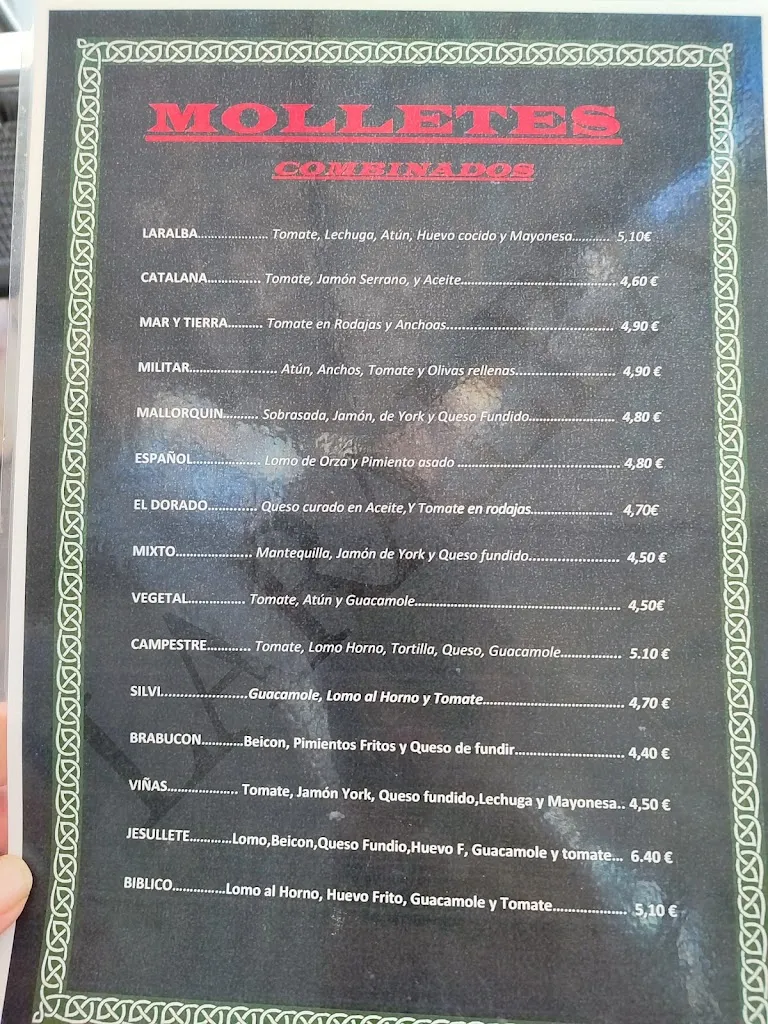 MOLLETES
COMBINADOS
LARALBA..................... Tomate, Lechuga, Atún, Huevo cocido y Mayonesa........... 5,10€
CATALANA................ Tomate, Jamón Serrano, y Aceite.............................................. 4,60 €
MAR Y TIERRA.......... Tomate en Rodajas y Anchoas.................................................. 4,90 €
MILITAR.......................... Atún, Anchos, Tomate y Olivas rellenas.............................. 4,90 €
MALLORQUIN.......... Sobrasada, Jamón, de York y Queso Fundido......................... 4,80 €
ESPAÑOL.................... Lomo de Orza y Pimiento asado ................................................ 4,80 €
EL DORADO.............. Queso curado en Aceite,Y Tomate en rodajas........................ 4,70€
MIXTO....................... Mantequilla, Jamón de York y Queso fundido........................... 4,50 €
VEGETAL................. Tomate, Atún y Guacamole............................................................. 4,50€
CAMPESTRE............. Tomate, Lomo Horno, Tortilla, Queso, Guacamole.................. 5.10 €
SILVI..........................Guacamole, Lomo al Horno y Tomate.......................................... 4,70 €
BRABUCON............Beicon, Pimientos Fritos y Queso de fundir................................ 4,40 €
VIÑAS..................... Tomate, Jamón York, Queso fundido,Lechuga y Mayonesa.. 4,50 €
JESULLETE............Lomo,Beicon,Queso Fundio,Huevo F, Guacamole y tomate... 6.40 €
BIBLICO...............Lomo al Horno, Huevo Frito, Guacamole y Tomate...................... 5,10 €